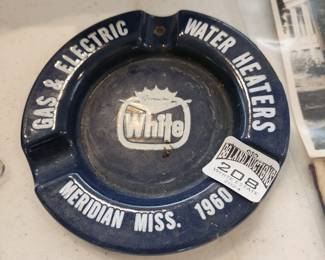 GAS & ELECTRIC
WATER HEATERS
White
MERIDIAN MISS. 1960
208